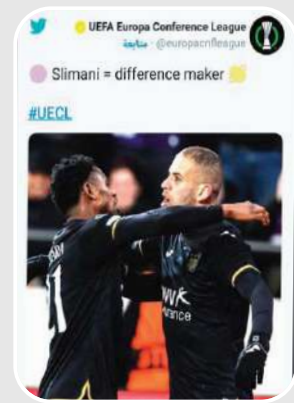 UEFA Europa Conference League
@europacnfleague · متابعة
Slimani = difference maker
#UECL